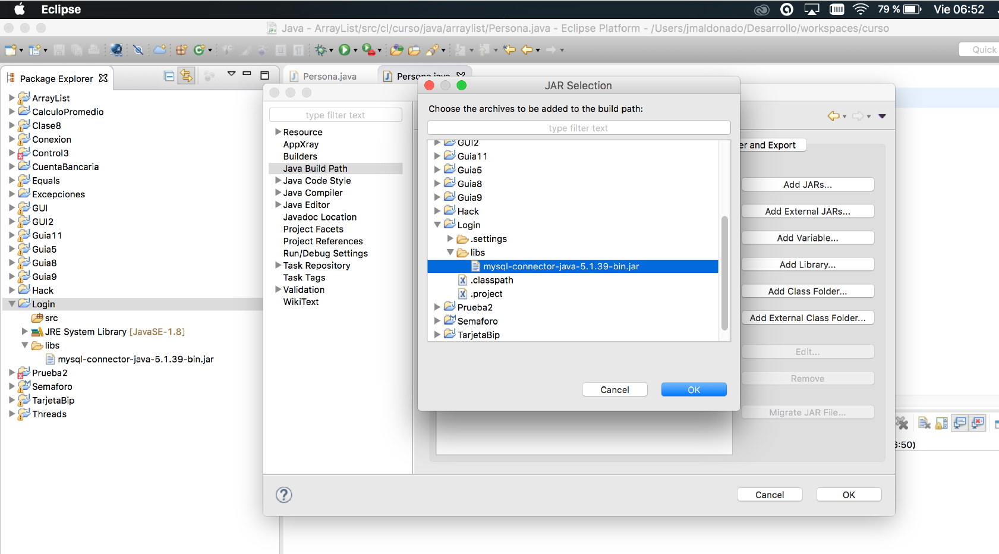 Eclipse
79 %
Vie 06:52
Java - ArrayList/src/cl/curso/java/arraylist/Persona.java - Eclipse Platform - /Users/jmaldonado/Desarrollo/workspaces/curso
Quick
Package Explorer
Persona.java
Persona.java
ArrayList
CalculoPromedio
Clase8
Conexion
Control3
CuentaBancaria
Equals
Excepciones
GUI
GUI2
Guia11
Guia5
Guia8
Guia9
Hack
Login
src
JRE System Library [JavaSE-1.8]
libs
mysql-connector-java-5.1.39-bin.jar
Prueba2
Semaforo
TarjetaBip
Threads
type filter text
Resource
AppXray
Builders
Java Build Path
Java Code Style
Java Compiler
Java Editor
Javadoc Location
Project Facets
Project References
Run/Debug Settings
Task Repository
Task Tags
Validation
WikiText
JAR Selection
Choose the archives to be added to the build path:
type filter text
GUI2
Guia11
Guia5
Guia8
Guia9
Hack
Login
.settings
libs
mysql-connector-java-5.1.39-bin.jar
.classpath
.project
Prueba2
Semaforo
TarjetaBip
Cancel
OK
er and Export
Add JARs...
Add External JARs...
Add Variable...
Add Library...
Add Class Folder...
Add External Class Folder...
Edit...
Remove
Migrate JAR File...
:50)
Cancel
OK